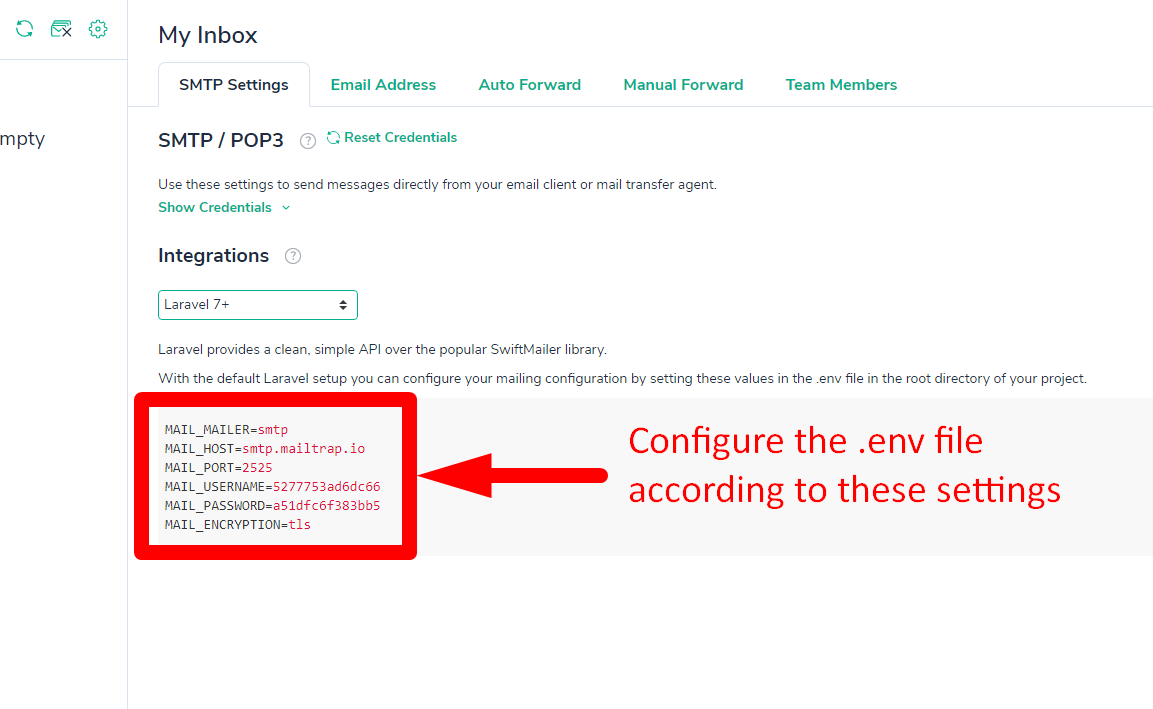 My Inbox
SMTP Settings
Email Address
Auto Forward
Manual Forward
Team Members
mpty
SMTP / POP3 ? Reset Credentials
Use these settings to send messages directly from your email client or mail transfer agent.
Show Credentials
Integrations ?
Laravel 7+
Laravel provides a clean, simple API over the popular SwiftMailer library.
With the default Laravel setup you can configure your mailing configuration by setting these values in the .env file in the root directory of your project.
MAIL_MAILER=smtp
MAIL_HOST=smtp.mailtrap.io
MAIL_PORT=2525
MAIL_USERNAME=5277753ad6dc66
MAIL_PASSWORD=a51dfc6f383bb5
MAIL_ENCRYPTION=tls
Configure the .env file
according to these settings